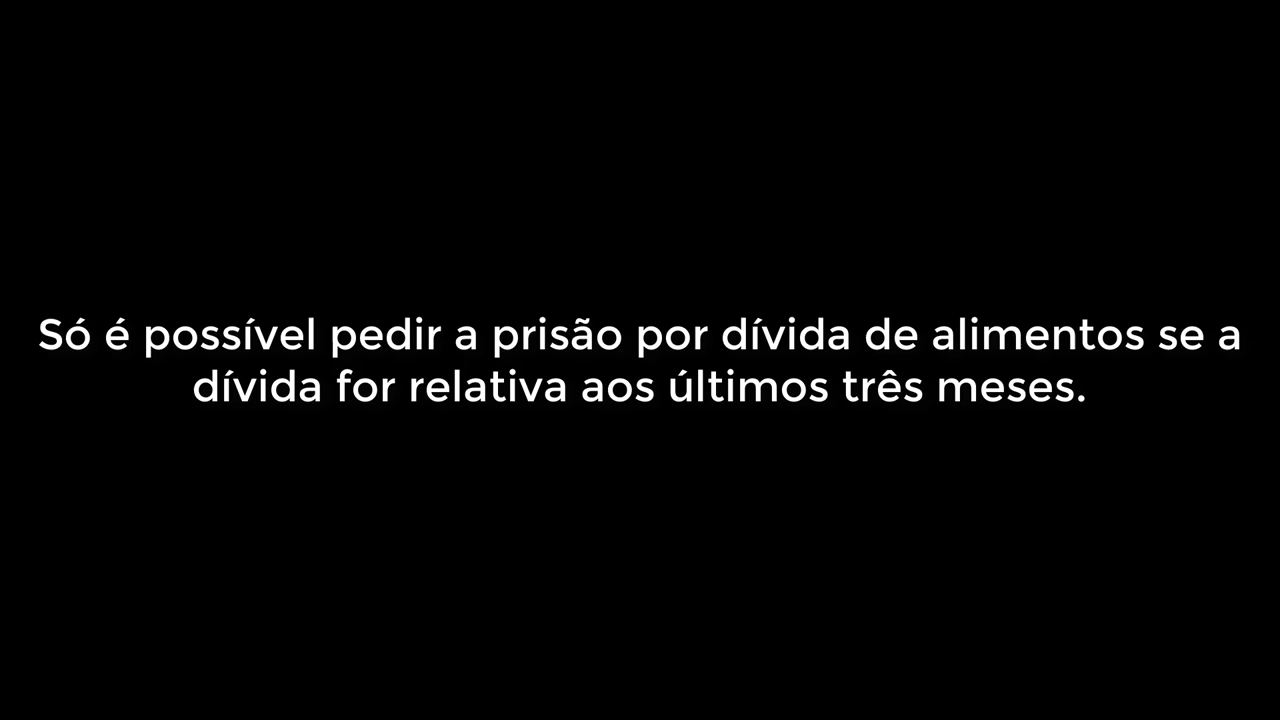 Só é possível pedir a prisão por dívida de alimentos se a
dívida for relativa aos últimos três meses.